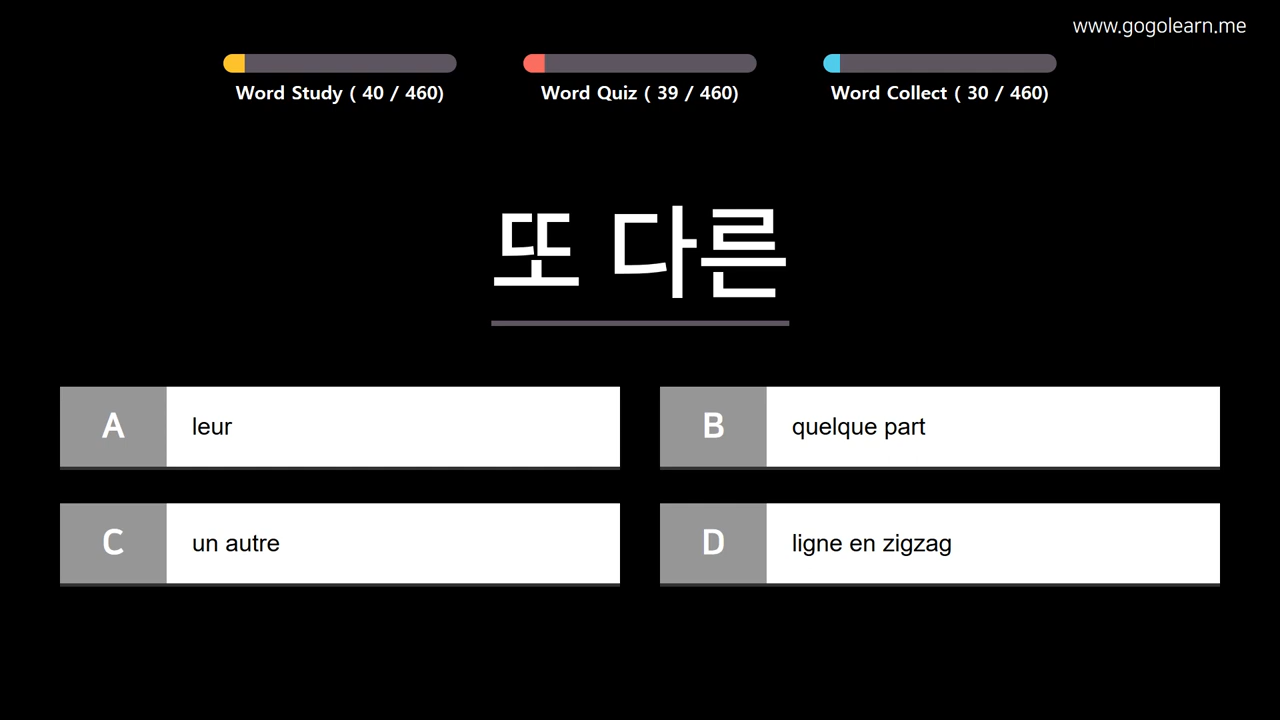 www.gogolearn.me
Word Study ( 40 / 460)
Word Quiz ( 39 / 460)
Word Collect ( 30 / 460)
또 다른
A leur
B quelque part
C un autre
D ligne en zigzag